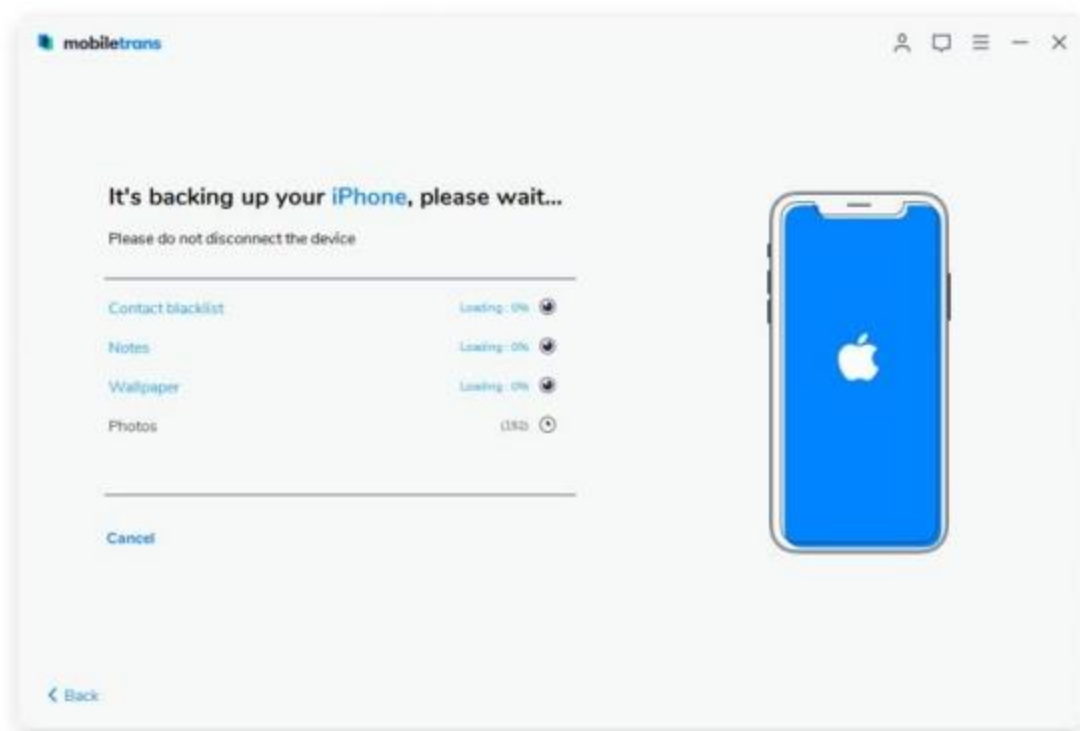 mobiletrans
It's backing up your iPhone, please wait...
Please do not disconnect the device
Contact blacklist Loading : 0%
Notes Loading : 0%
Wallpaper Loading : 0%
Photos (192)
Cancel
Back